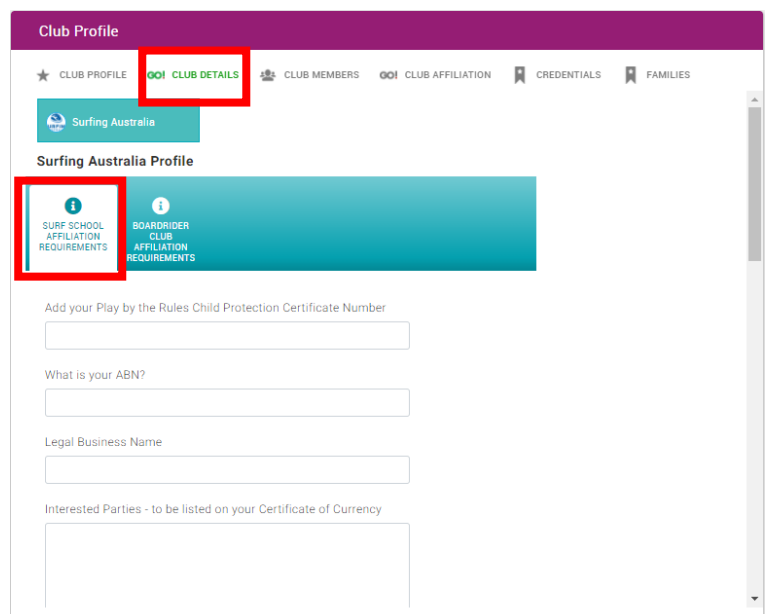 Club Profile
CLUB PROFILE GO! CLUB DETAILS CLUB MEMBERS GO! CLUB AFFILIATION CREDENTIALS FAMILIES
Surfing Australia
Surfing Australia Profile
SURF SCHOOL
AFFILIATION
REQUIREMENTS
BOARDRIDER
CLUB
AFFILIATION
REQUIREMENTS
Add your Play by the Rules Child Protection Certificate Number
What is your ABN?
Legal Business Name
Interested Parties - to be listed on your Certificate of Currency